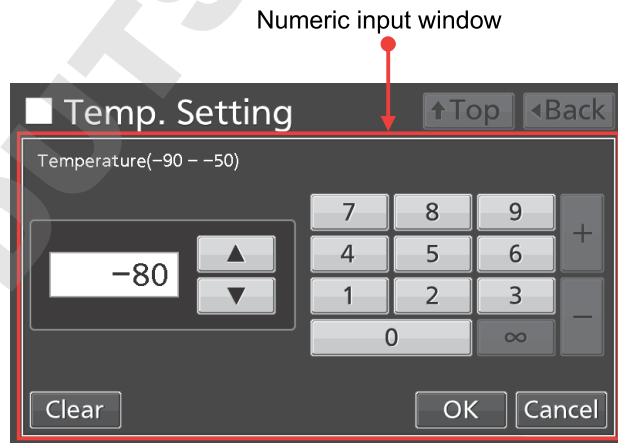 Numeric input window
Temp. Setting
Top
Back
Temperature(−90 – −50)
7 8 9 +
−80 ▲ 4 5 6
▼ 1 2 3 −
0 ∞
Clear OK Cancel